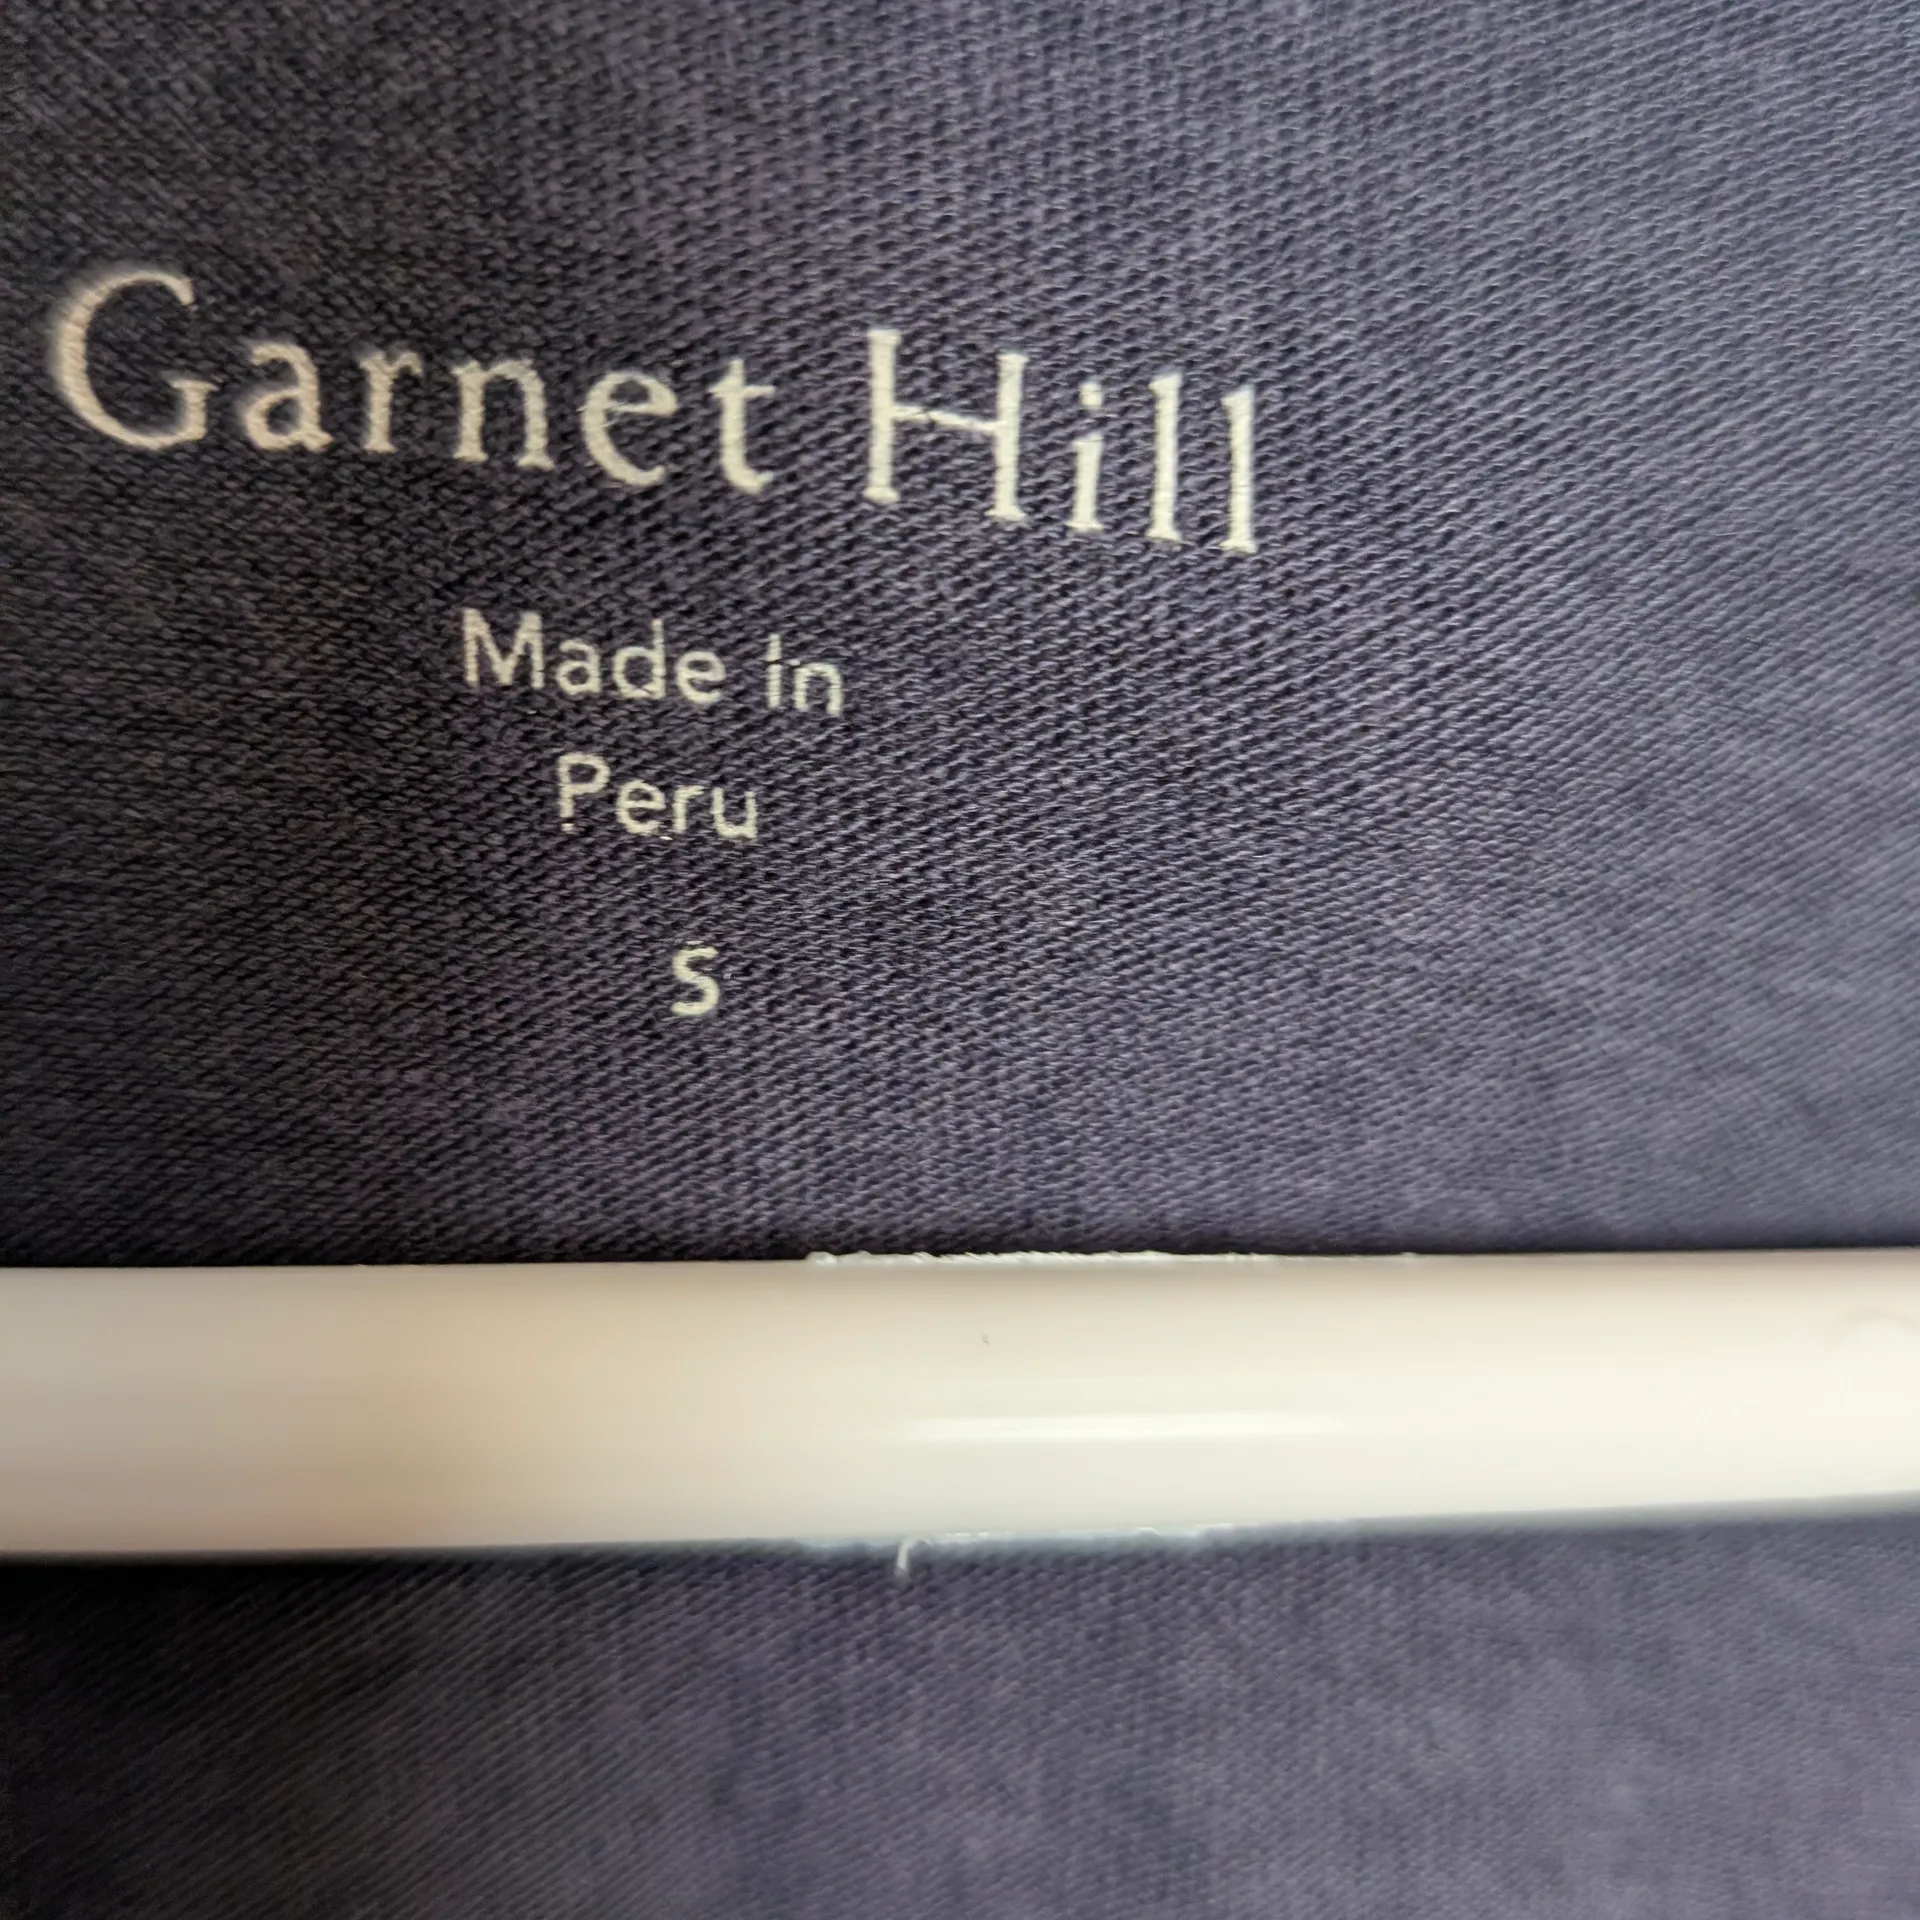 Garnet Hill
Made in
Peru
S